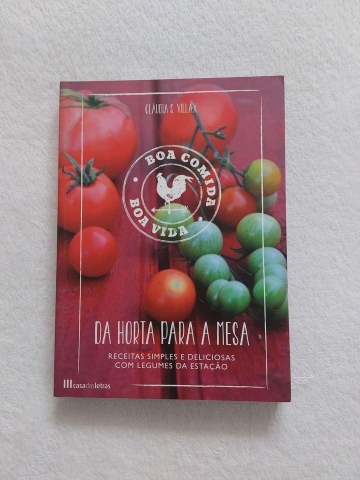 CLÁUDIA S. VILLAX
BOA COMIDA
BOA VIDA
DA HORTA PARA A MESA
RECEITAS SIMPLES E DELICIOSAS
COM LEGUMES DA ESTAÇÃO
casadasletras